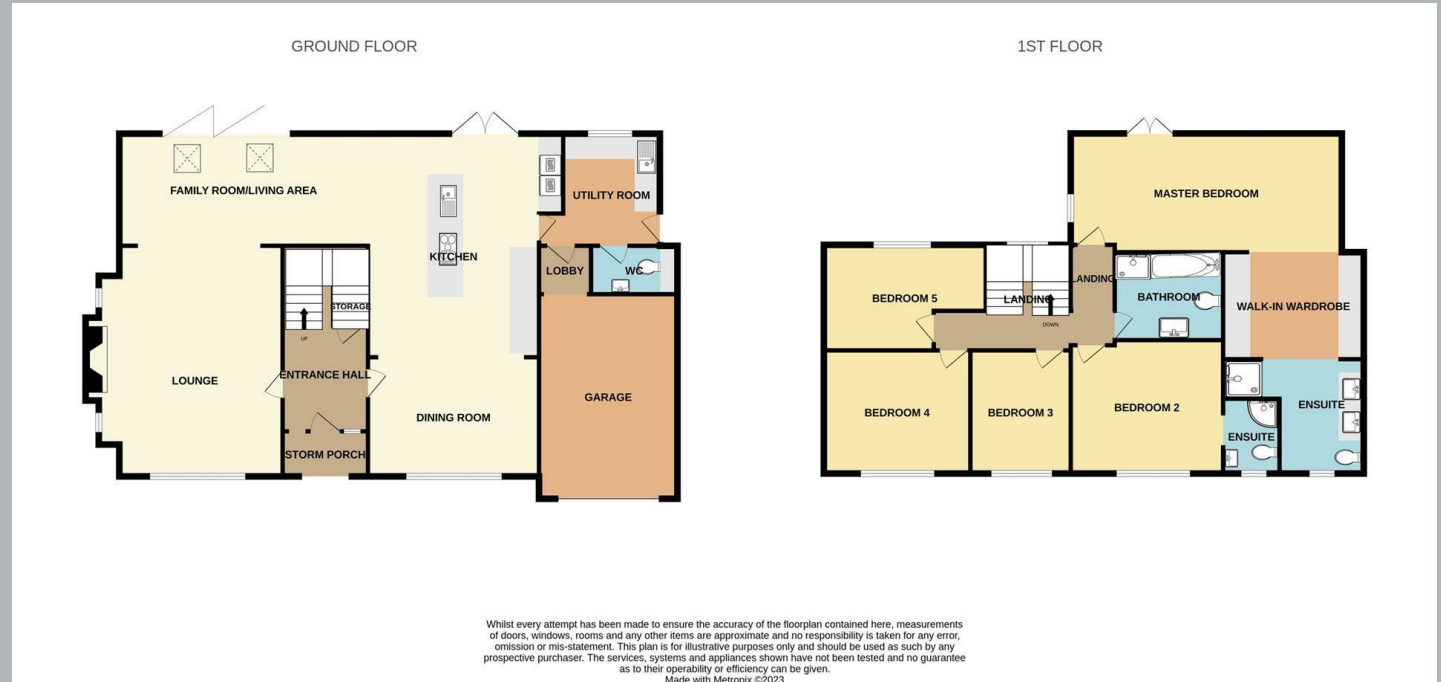 GROUND FLOOR
1ST FLOOR
FAMILY ROOM/LIVING AREA
UTILITY ROOM
KITCHEN
LOBBY
WC
STORAGE
UP
ENTRANCE HALL
LOUNGE
DINING ROOM
GARAGE
STORM PORCH
MASTER BEDROOM
LANDING
BEDROOM 5
LANDING
DOWN
BATHROOM
WALK-IN WARDROBE
BEDROOM 4
BEDROOM 3
BEDROOM 2
ENSUITE
ENSUITE
Whilst every attempt has been made to ensure the accuracy of the floorplan contained here, measurements
of doors, windows, rooms and any other items are approximate and no responsibility is taken for any error,
omission or mis-statement. This plan is for illustrative purposes only and should be used as such by any
prospective purchaser. The services, systems and appliances shown have not been tested and no guarantee
as to their operability or efficiency can be given.
Made with Metropix ©2023